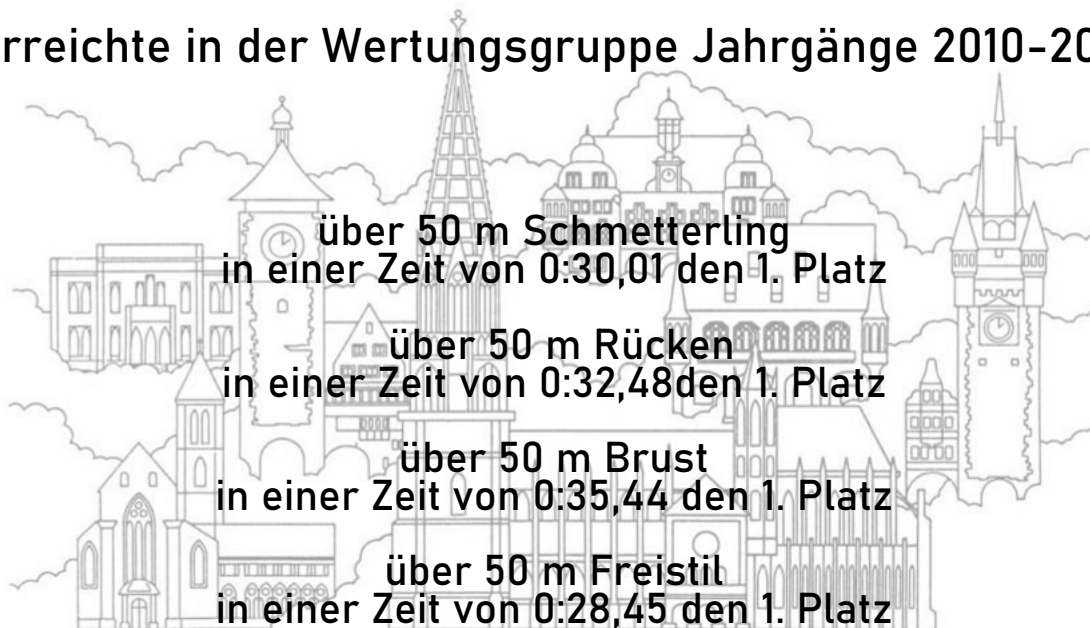 rreichte in der Wertungsgruppe Jahrgänge 2010-20
über 50 m Schmetterling
in einer Zeit von 0:30,01 den 1. Platz
über 50 m Rücken
in einer Zeit von 0:32,48den 1. Platz
über 50 m Brust
in einer Zeit von 0:35,44 den 1. Platz
über 50 m Freistil
in einer Zeit von 0:28,45 den 1. Platz